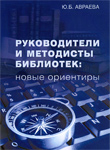 Ю.Б. АВРАЕВА
РУКОВОДИТЕЛИ
И МЕТОДИСТЫ
БИБЛИОТЕК:
новые ориентиры